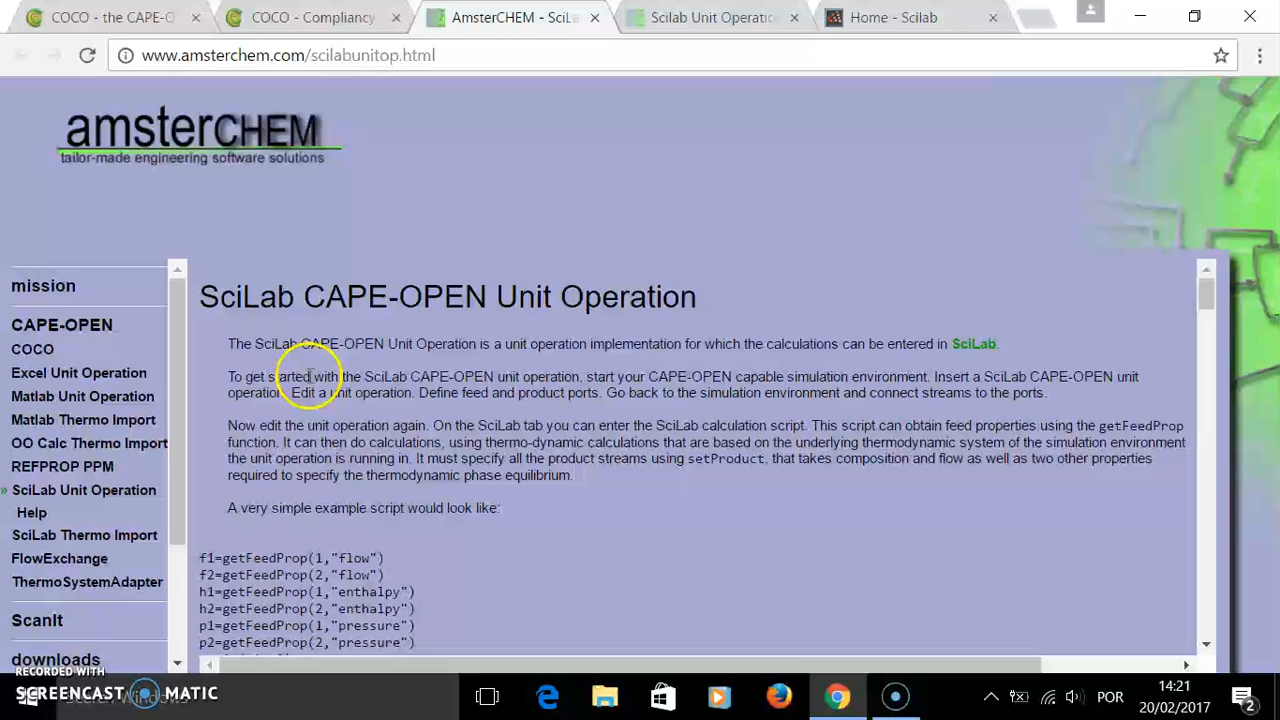 COCO - the CAPE-O
COCO - Compliancy
AmsterCHEM - SciLa
Scilab Unit Operatio
Home - Scilab
www.amsterchem.com/scilabunitop.html
amsterCHEM
tailor-made engineering software solutions
mission
CAPE-OPEN
COCO
Excel Unit Operation
Matlab Unit Operation
Matlab Thermo Import
OO Calc Thermo Import
REFPROP PPM
» SciLab Unit Operation
Help
SciLab Thermo Import
FlowExchange
ThermoSystemAdapter
ScanIt
downloads
SciLab CAPE-OPEN Unit Operation
The SciLab CAPE-OPEN Unit Operation is a unit operation implementation for which the calculations can be entered in SciLab.
To get started with the SciLab CAPE-OPEN unit operation, start your CAPE-OPEN capable simulation environment. Insert a SciLab CAPE-OPEN unit
operation. Edit a unit operation. Define feed and product ports. Go back to the simulation environment and connect streams to the ports.
Now edit the unit operation again. On the SciLab tab you can enter the SciLab calculation script. This script can obtain feed properties using the getFeedProp
function. It can then do calculations, using thermo-dynamic calculations that are based on the underlying thermodynamic system of the simulation environment
the unit operation is running in. It must specify all the product streams using setProduct, that takes composition and flow as well as two other properties
required to specify the thermodynamic phase equilibrium.
A very simple example script would look like:
f1=getFeedProp(1,"flow")
f2=getFeedProp(2,"flow")
h1=getFeedProp(1,"enthalpy")
h2=getFeedProp(2,"enthalpy")
p1=getFeedProp(1,"pressure")
p2=getFeedProp(2,"pressure")
RECORDED WITH
SCREENCAST MATIC
Search Windows
POR
14:21
20/02/2017
2